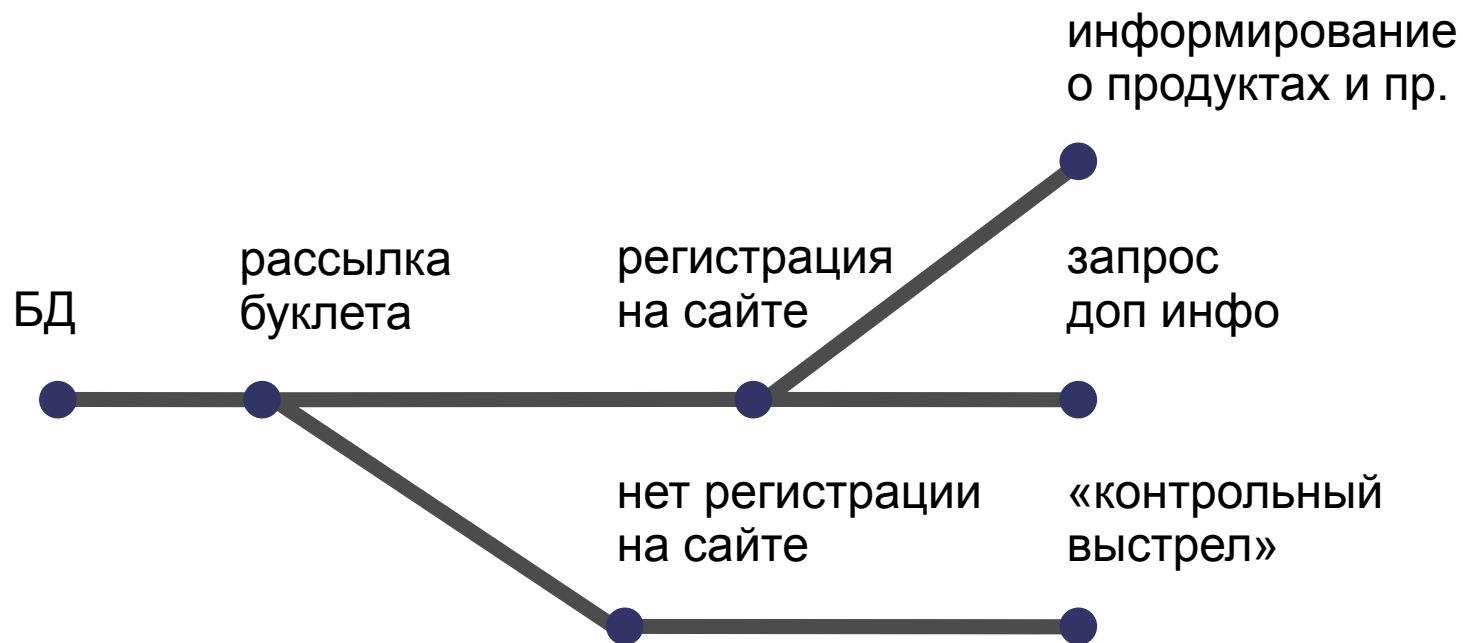 информирование
о продуктах и пр.
БД
рассылка
буклета
регистрация
на сайте
запрос
доп инфо
нет регистрации
на сайте
«контрольный
выстрел»